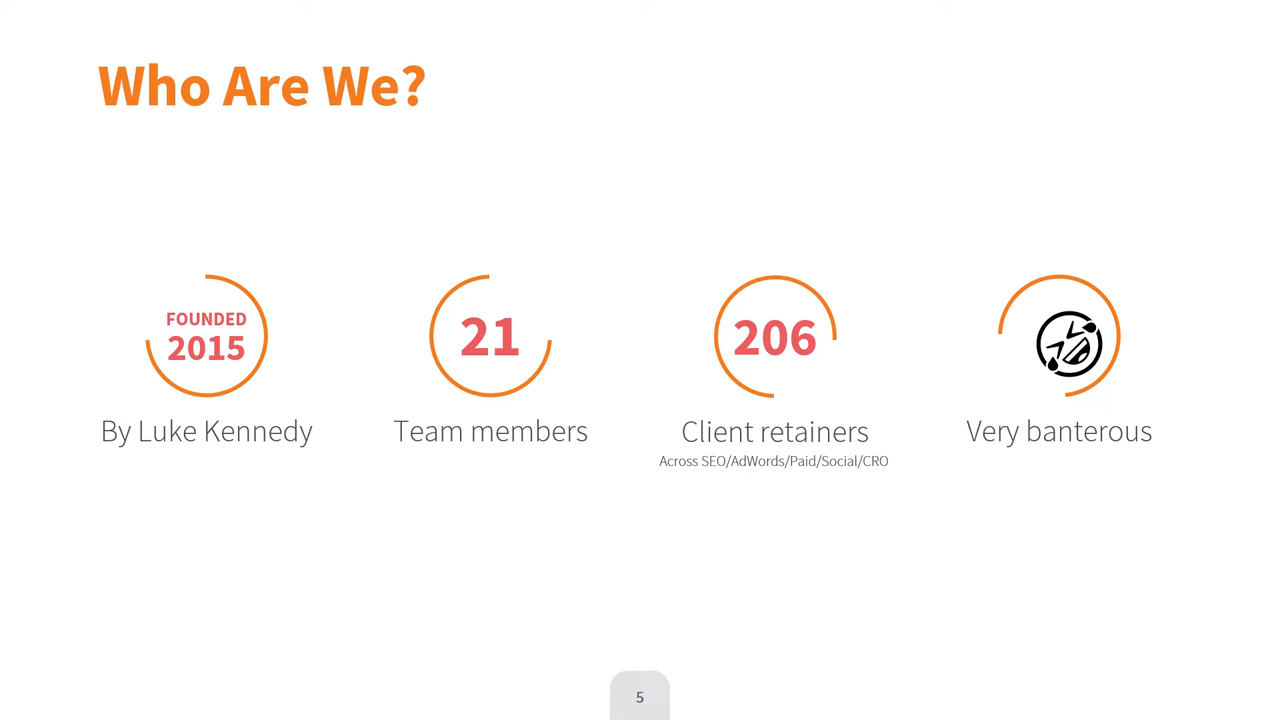 Who Are We?
FOUNDED
2015
By Luke Kennedy
21
Team members
206
Client retainers
Across SEO/AdWords/Paid/Social/CRO
Very banterous
5